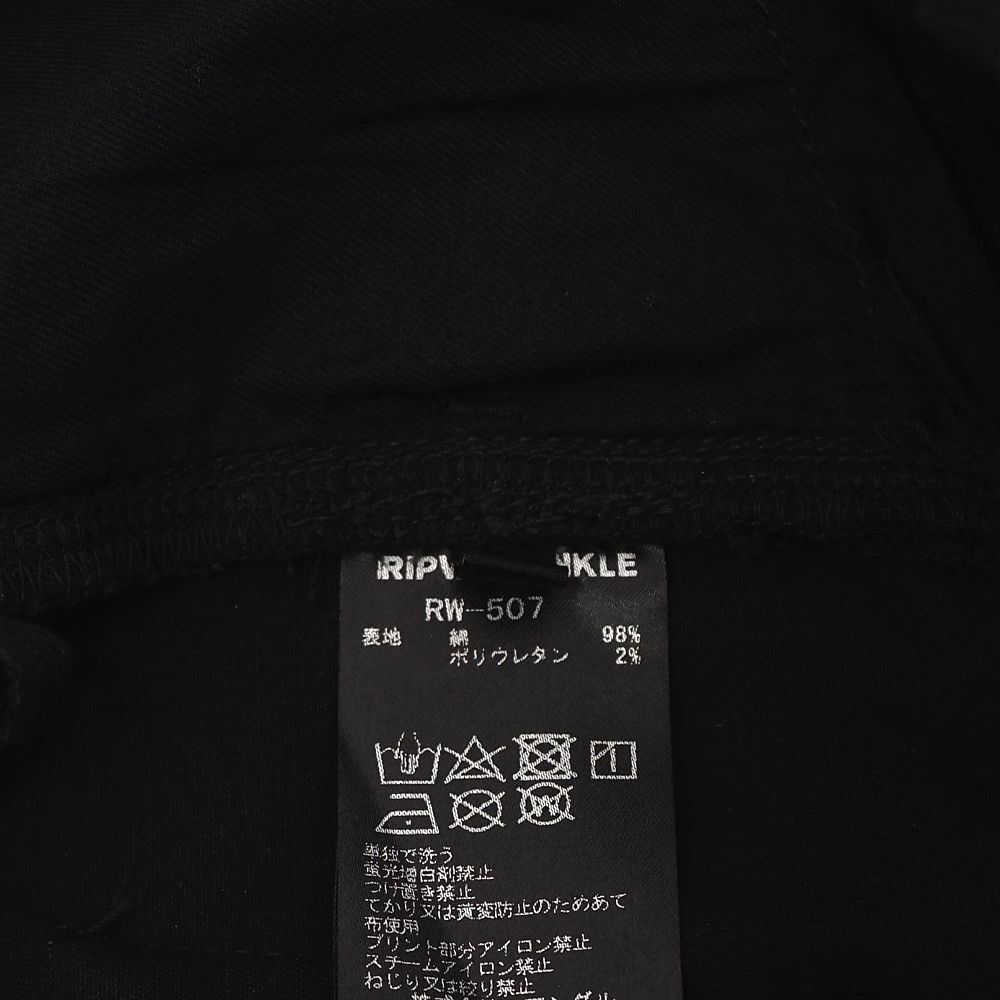 RIPV NKLE
RW-507
表地 綿 98%
ポリウレタン 2%
単独で洗う
蛍光増白剤禁止
つけ置き禁止
てかり又は黄変防止のためあて
布使用
プリント部分アイロン禁止
スチームアイロン禁止
ねじり又は絞り禁止